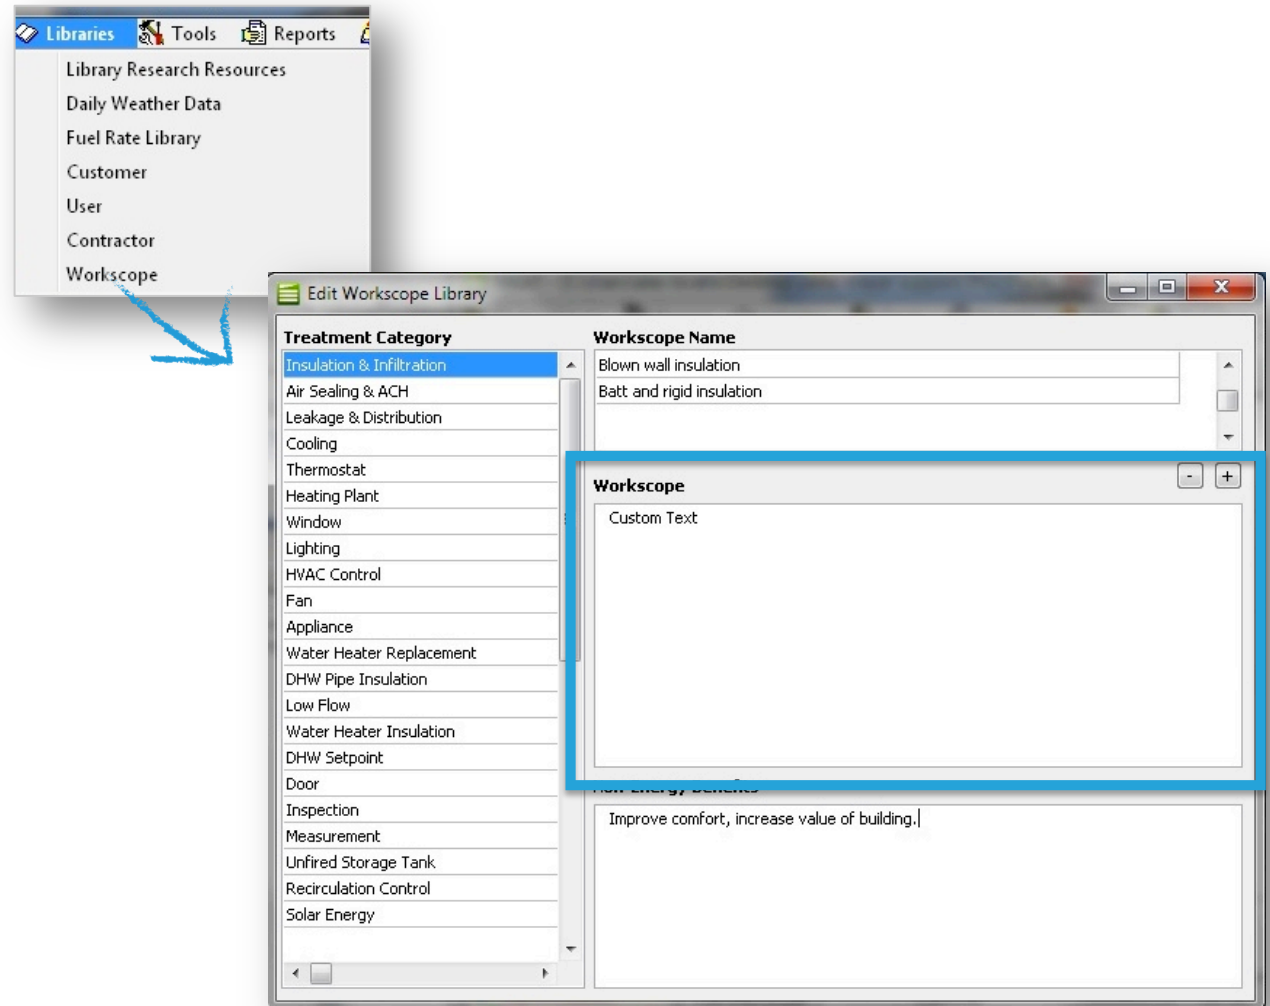 Libraries Tools Reports
Library Research Resources
Daily Weather Data
Fuel Rate Library
Customer
User
Contractor
Workscope
Edit Workscope Library
Treatment Category
Insulation & Infiltration
Air Sealing & ACH
Leakage & Distribution
Cooling
Thermostat
Heating Plant
Window
Lighting
HVAC Control
Fan
Appliance
Water Heater Replacement
DHW Pipe Insulation
Low Flow
Water Heater Insulation
DHW Setpoint
Door
Inspection
Measurement
Unfired Storage Tank
Recirculation Control
Solar Energy
Workscope Name
Blown wall insulation
Batt and rigid insulation
Workscope
- +
Custom Text
Improve comfort, increase value of building.